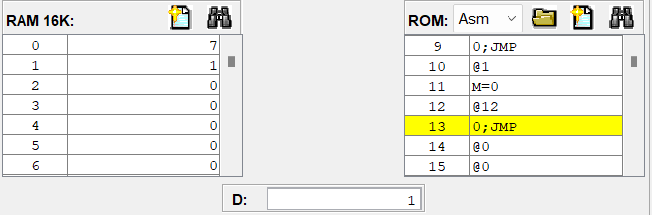 RAM 16K:
ROM: Asm
0 7
1 1
2 0
3 0
4 0
5 0
6 0
9 0;JMP
10 @1
11 M=0
12 @12
13 0;JMP
14 @0
15 @0
D: 1